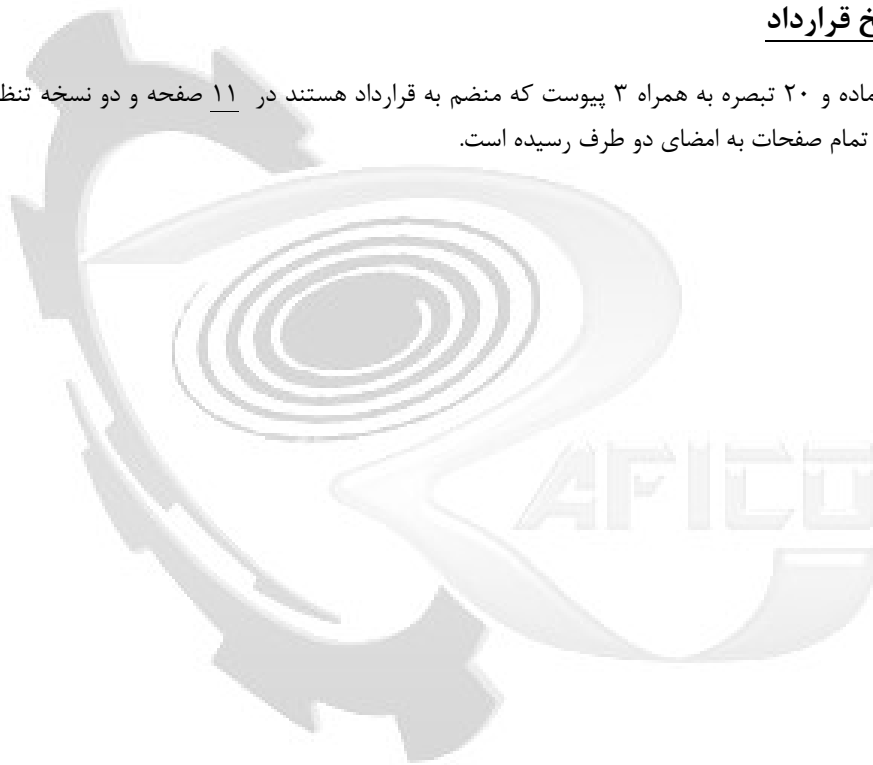 خ قرارداد
ماده و ۲۰ تبصره به همراه ۳ پیوست که منضم به قرارداد هستند در ۱۱ صفحه و دو نسخه تنظ
تمام صفحات به امضای دو طرف رسیده است.
AFICO